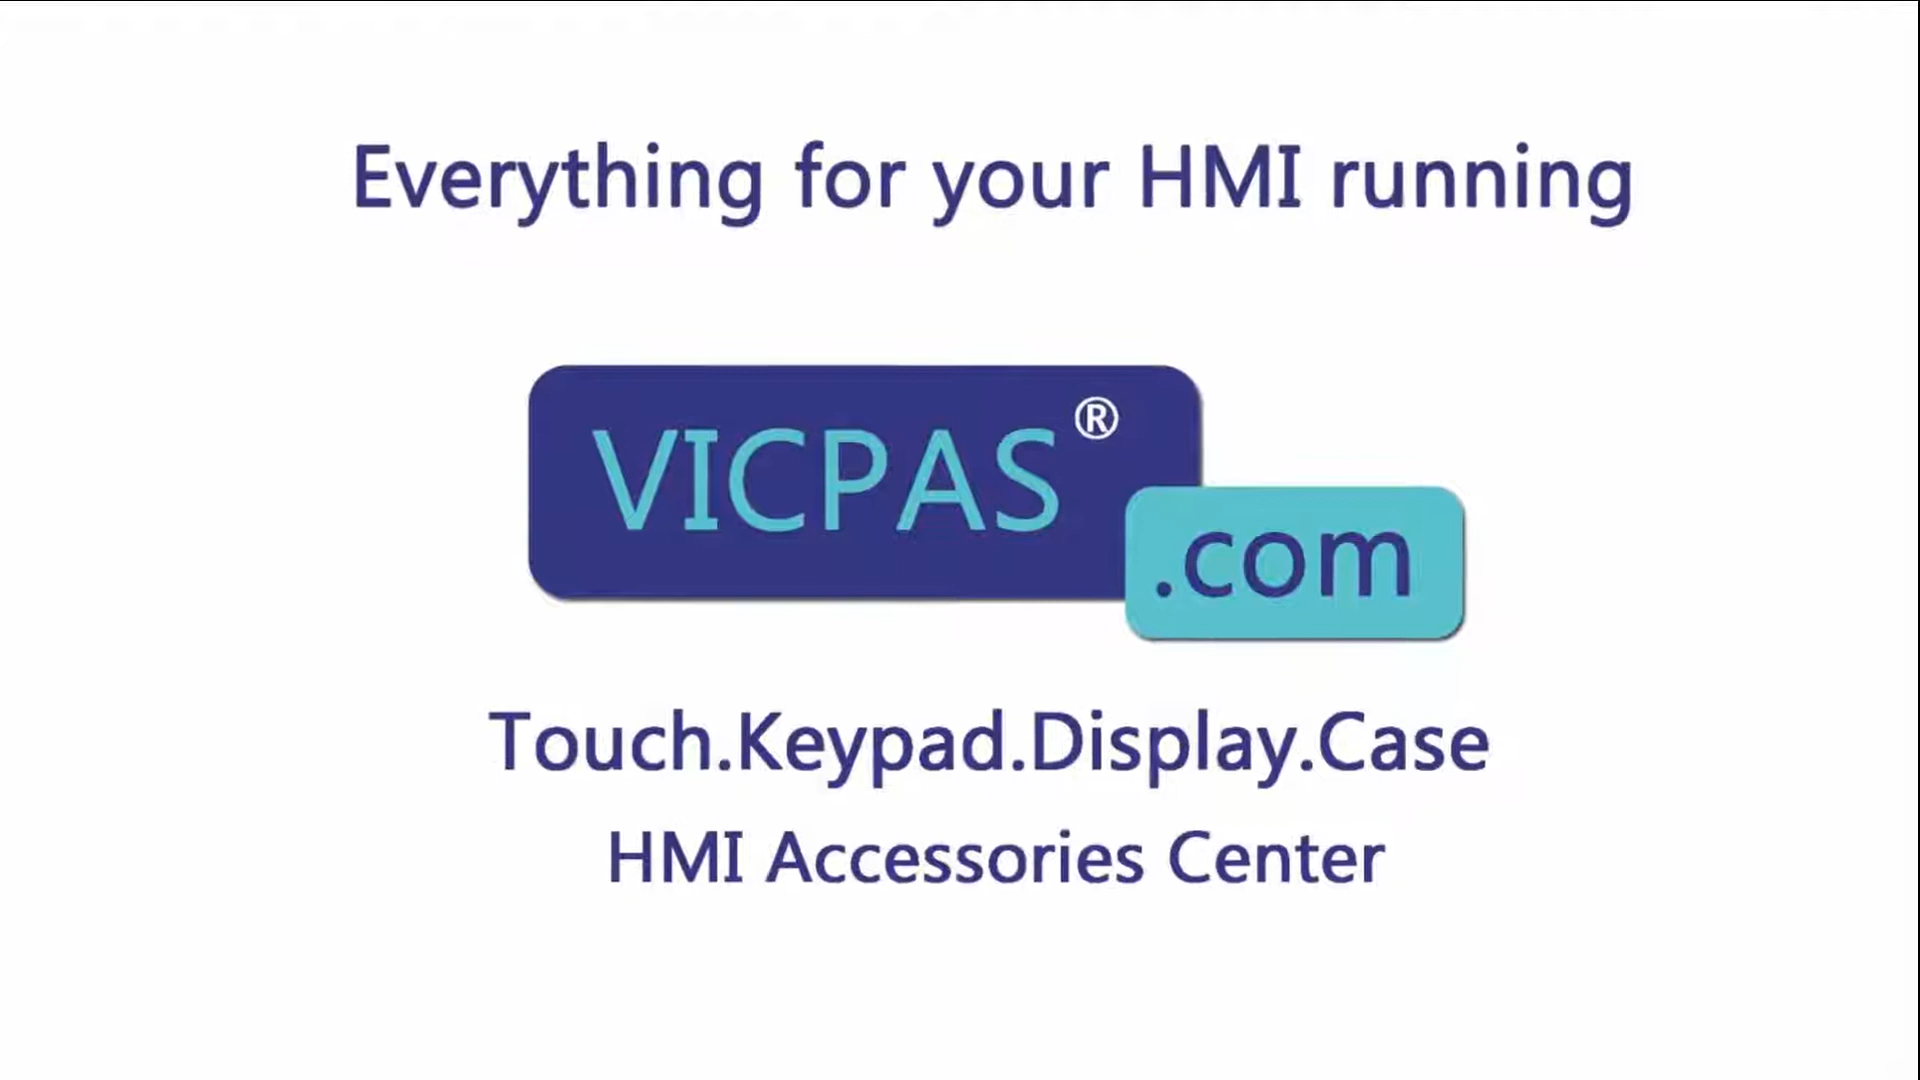 Everything for your HMI running
VICPAS®
.com
Touch.Keypad.Display.Case
HMI Accessories Center